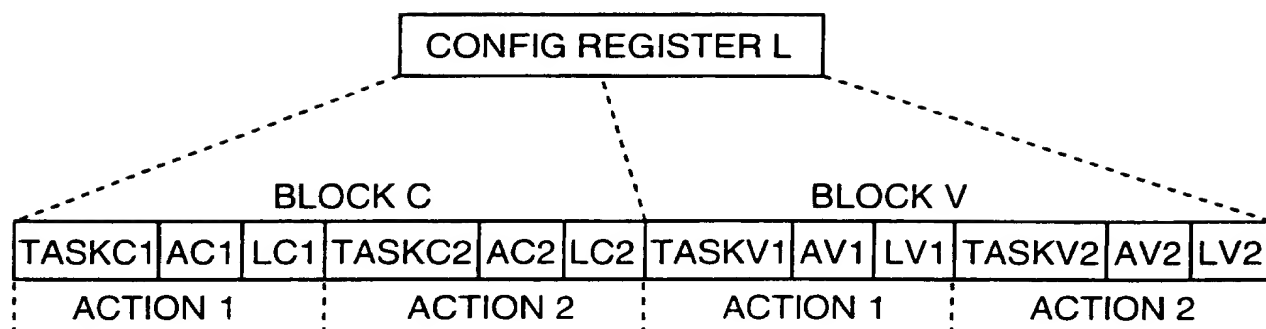 CONFIG REGISTER L
BLOCK C BLOCK V
TASKC1 AC1 LC1 TASKC2 AC2 LC2 TASKV1 AV1 LV1 TASKV2 AV2 LV2
ACTION 1 ACTION 2 ACTION 1 ACTION 2